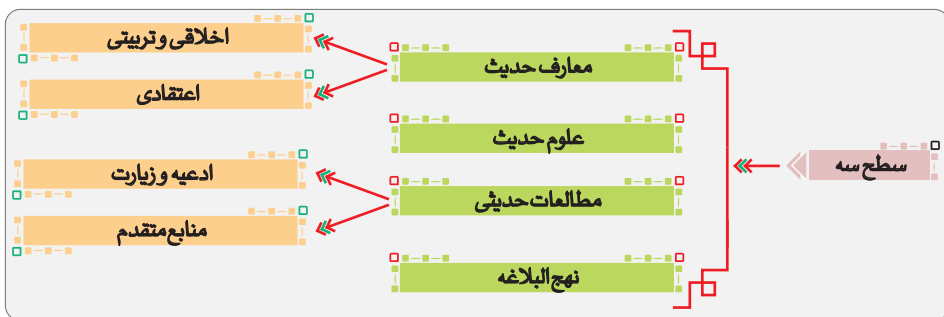 سطح سه
معارف حدیث
اخلاقی و تربیتی
اعتقادی
علوم حدیث
مطالعات حدیثی
ادعیه و زیارت
منابع متقدم
نهج البلاغه